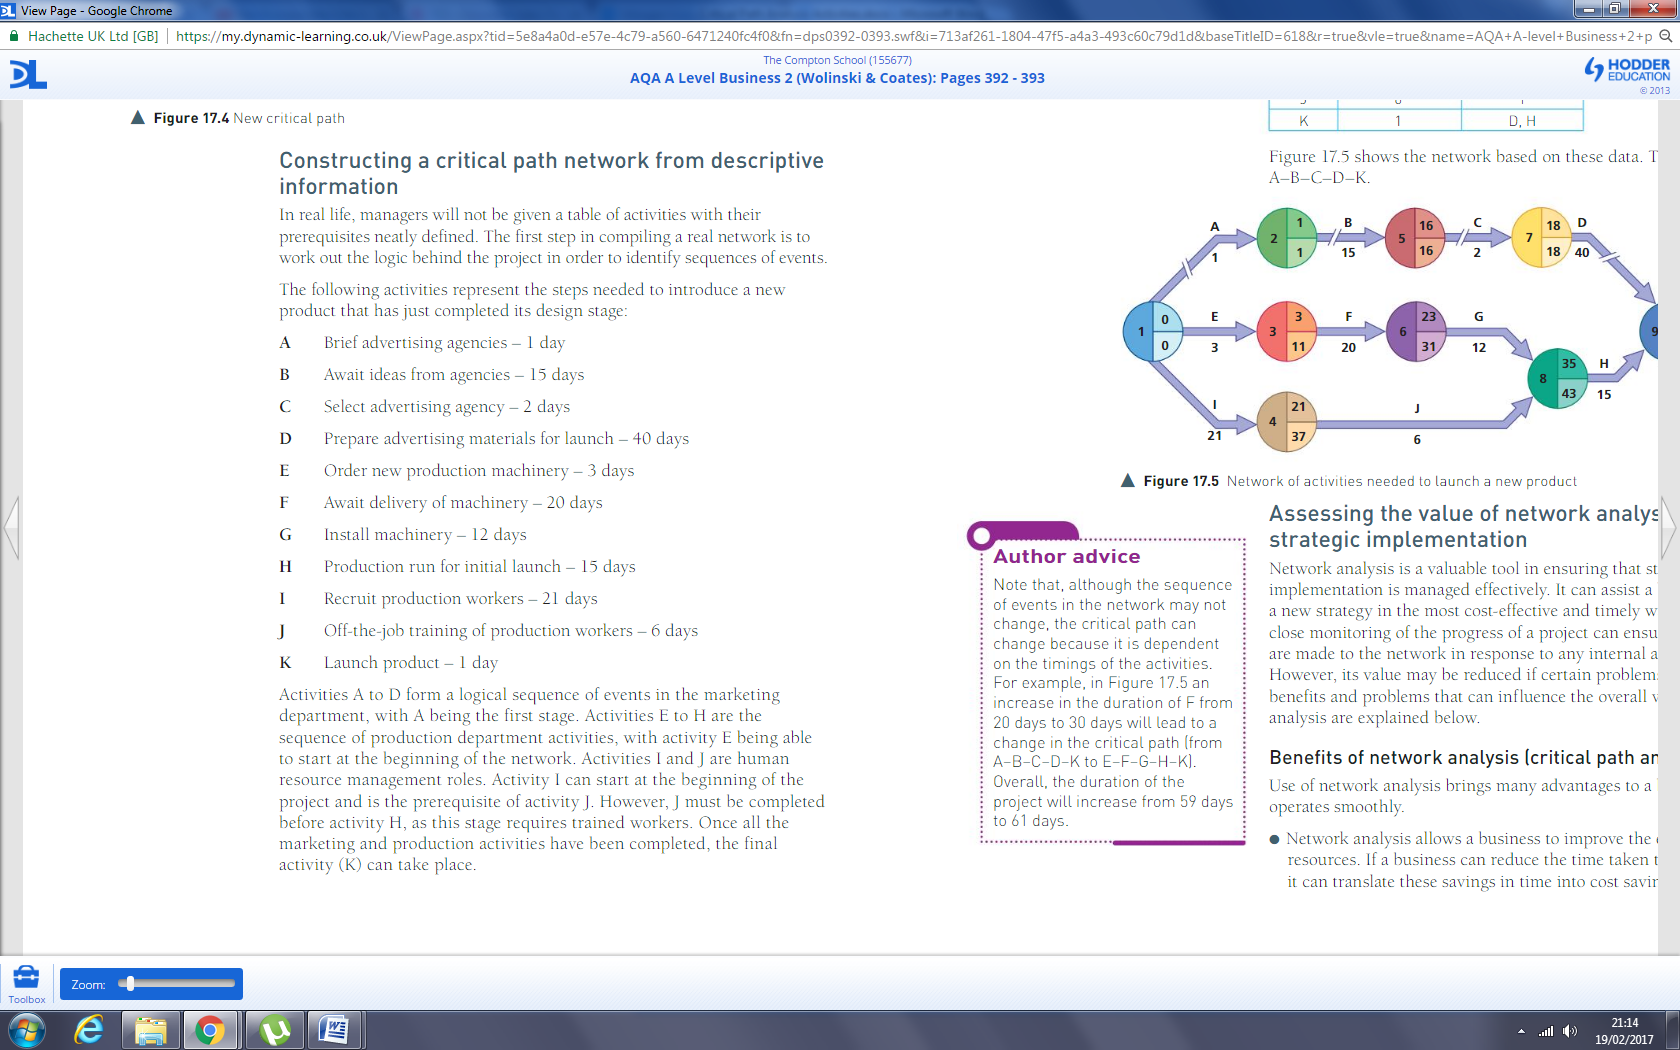 View Page - Google Chrome
Hachette UK Ltd [GB] https://my.dynamic-learning.co.uk/ViewPage.aspx?tid=5e8a4a0d-e57e-4c79-a560-6471240fc4f0&fn=dps0392-0393.swf&i=713af261-1804-47f5-a4a3-493c60c79d1d&baseTitleID=618&r=true&vle=true&name=AQA+A-level+Business+2+p
DL
The Compton School (155677)
AQA A Level Business 2 (Wolinski & Coates): Pages 392 - 393
HODDER
EDUCATION
© 2013
Figure 17.4 New critical path
Constructing a critical path network from descriptive
information
In real life, managers will not be given a table of activities with their
prerequisites neatly defined. The first step in compiling a real network is to
work out the logic behind the project in order to identify sequences of events.
The following activities represent the steps needed to introduce a new
product that has just completed its design stage:
A Brief advertising agencies – 1 day
B Await ideas from agencies – 15 days
C Select advertising agency – 2 days
D Prepare advertising materials for launch – 40 days
E Order new production machinery – 3 days
F Await delivery of machinery – 20 days
G Install machinery – 12 days
H Production run for initial launch – 15 days
I Recruit production workers – 21 days
J Off-the-job training of production workers – 6 days
K Launch product – 1 day
Activities A to D form a logical sequence of events in the marketing
department, with A being the first stage. Activities E to H are the
sequence of production department activities, with activity E being able
to start at the beginning of the network. Activities I and J are human
resource management roles. Activity I can start at the beginning of the
project and is the prerequisite of activity J. However, J must be completed
before activity H, as this stage requires trained workers. Once all the
marketing and production activities have been completed, the final
activity (K) can take place.
K 1 D, H
Figure 17.5 shows the network based on these data. T
A–B–C–D–K.
A B C D
1 16 18
2 5 7
1 16 18
1 15 2 40
0 E 3 F 23 G
1 3 6 9
0 3 11 20 31 12
35 H
8
43 15
I 21 J
4
21 37 6
Figure 17.5 Network of activities needed to launch a new product
Author advice
Note that, although the sequence
of events in the network may not
change, the critical path can
change because it is dependent
on the timings of the activities.
For example, in Figure 17.5 an
increase in the duration of F from
20 days to 30 days will lead to a
change in the critical path (from
A–B–C–D–K to E–F–G–H–K).
Overall, the duration of the
project will increase from 59 days
to 61 days.
Assessing the value of network analys
strategic implementation
Network analysis is a valuable tool in ensuring that st
implementation is managed effectively. It can assist a
a new strategy in the most cost-effective and timely w
close monitoring of the progress of a project can ensu
are made to the network in response to any internal a
However, its value may be reduced if certain problem
benefits and problems that can influence the overall v
analysis are explained below.
Benefits of network analysis (critical path an
Use of network analysis brings many advantages to a
operates smoothly.
● Network analysis allows a business to improve the
resources. If a business can reduce the time taken t
it can translate these savings in time into cost savin
Toolbox
Zoom:
21:14
19/02/2017